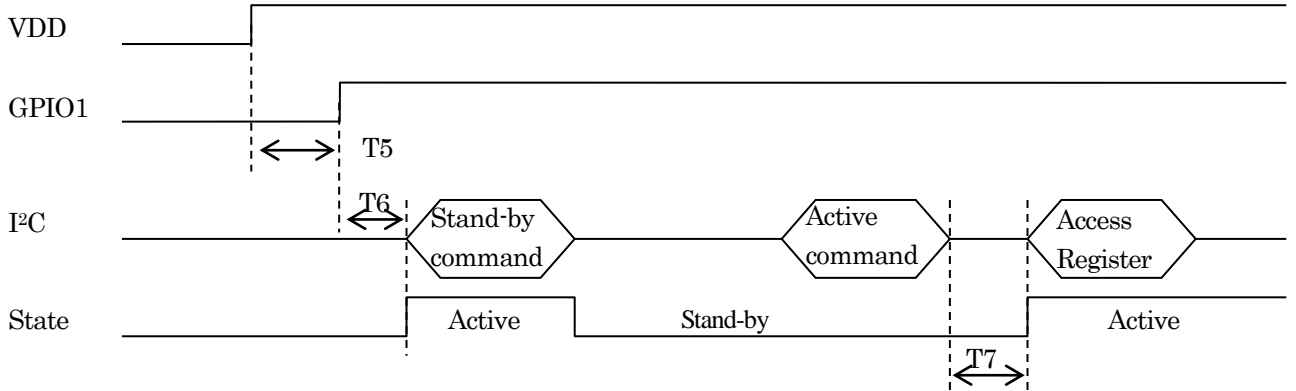 VDD
GPIO1
T5
T6
I²C
Stand-by
command
Active
command
Access
Register
State
Active
Stand-by
Active
T7